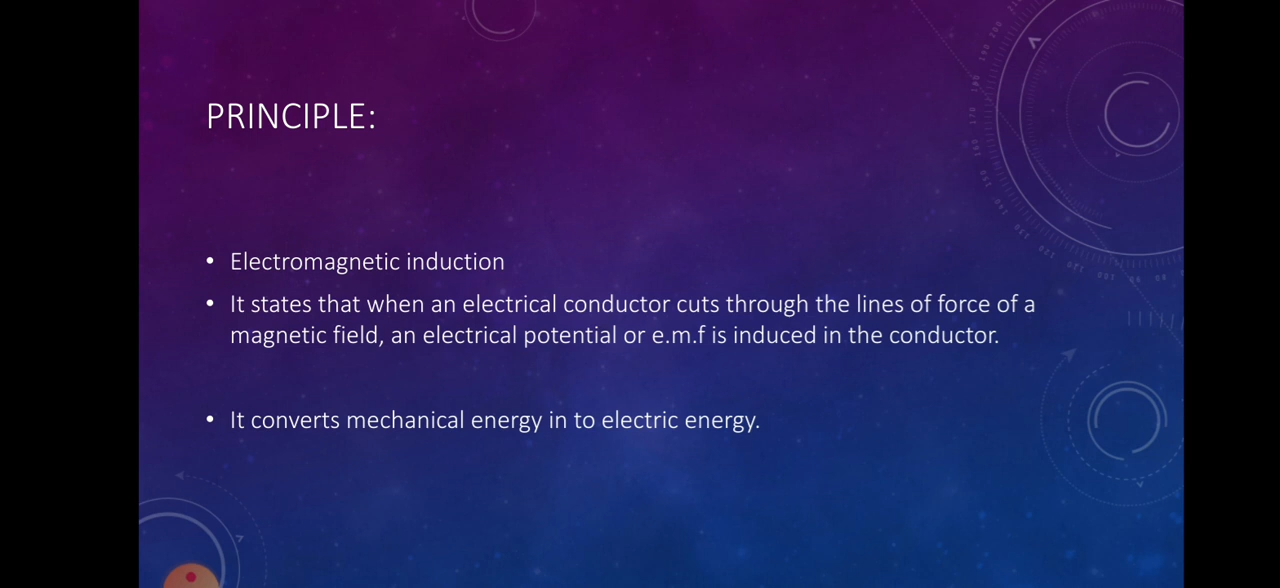 PRINCIPLE:
• Electromagnetic induction
• It states that when an electrical conductor cuts through the lines of force of a
magnetic field, an electrical potential or e.m.f is induced in the conductor.
• It converts mechanical energy in to electric energy.